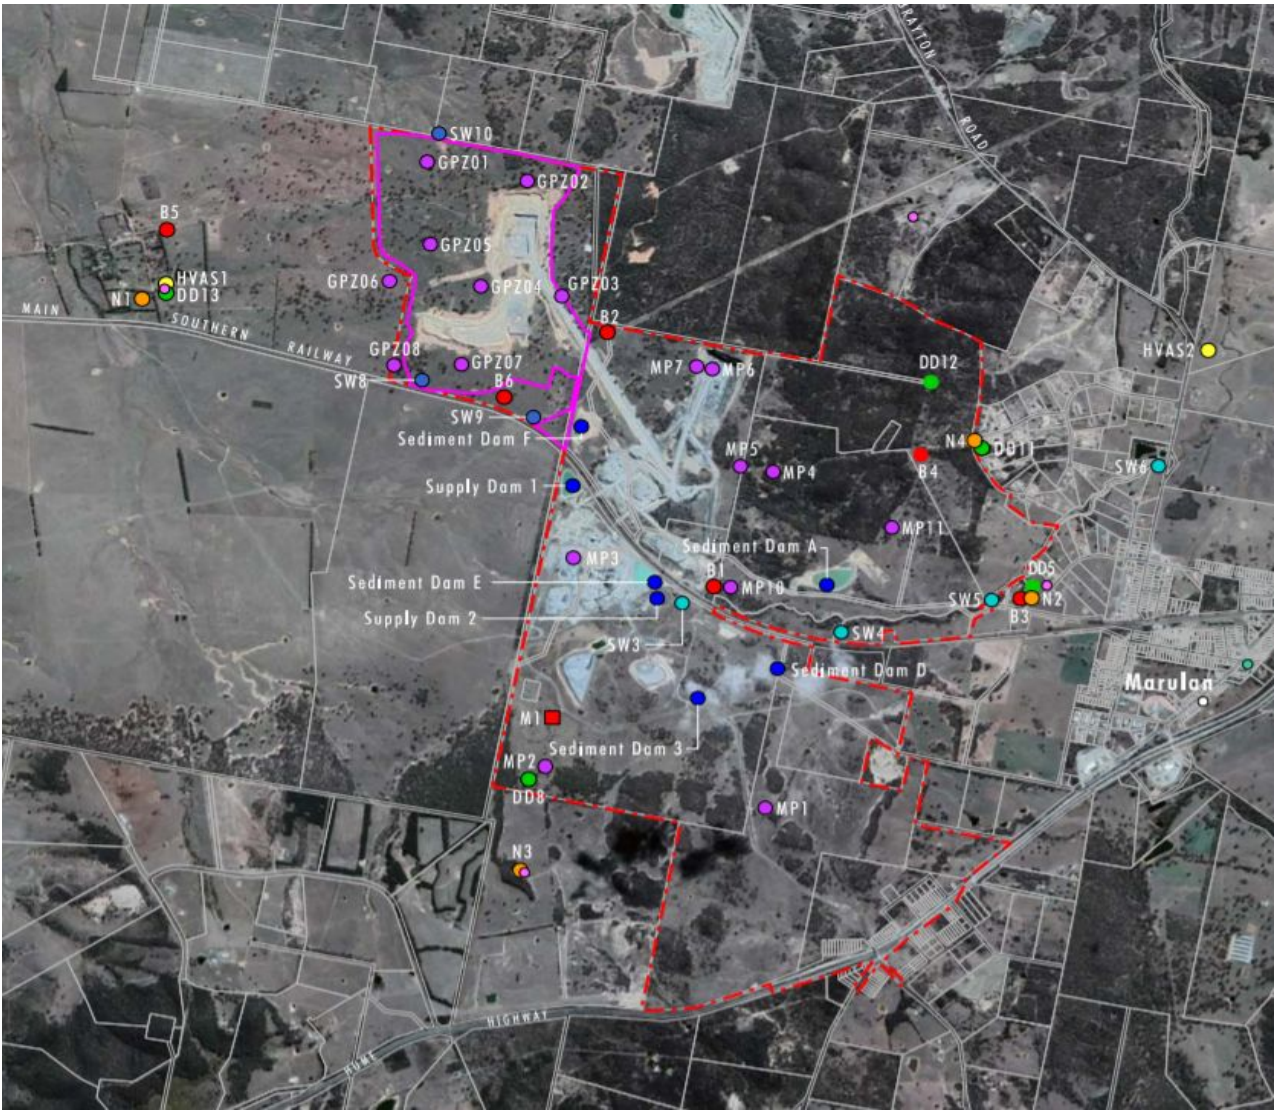 BRAYTON
ROAD
SW10
GPZ01
GPZ02
B5
GPZ05
HVAS1
DD13
N1
GPZ06
GPZ04
GPZ03
MAIN
SOUTHERN
RAILWAY
B2
GPZ08
GPZ07
SW8
B6
SW9
Sediment Dam F
MP7
MP6
DD12
HVAS2
N4
DD11
B4
SW6
MP5
MP4
Supply Dam 1
MP11
MP3
Sediment Dam A
Sediment Dam E
B1
MP10
DD5
Supply Dam 2
SW5
N2
B3
SW3
SW4
Sediment Dam D
Marulan
M1
Sediment Dam 3
MP2
DD8
MP1
N3
HUME
HIGHWAY